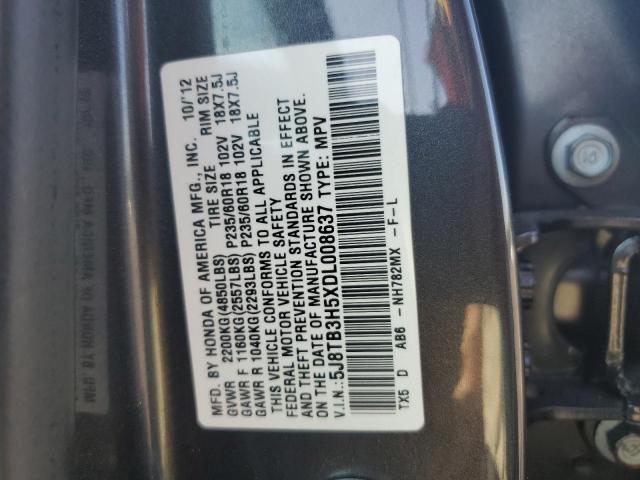 MFD. BY HONDA OF AMERICA MFG., INC. 10/'12
TIRE SIZE RIM SIZE
GVWR 2200KG(4850LBS) P235/60R18 102V 18X7.5J
GAWR F 1160KG(2557LBS) P235/60R18 102V 18X7.5J
GAWR R 1040KG(2293LBS)
THIS VEHICLE CONFORMS TO ALL APPLICABLE
FEDERAL MOTOR VEHICLE SAFETY
AND THEFT PREVENTION STANDARDS IN EFFECT
ON THE DATE OF MANUFACTURE SHOWN ABOVE.
V.I.N.:5J8TB3H5XDL008637 TYPE: MPV
TX5 D AB6 -NH782MX -F-L